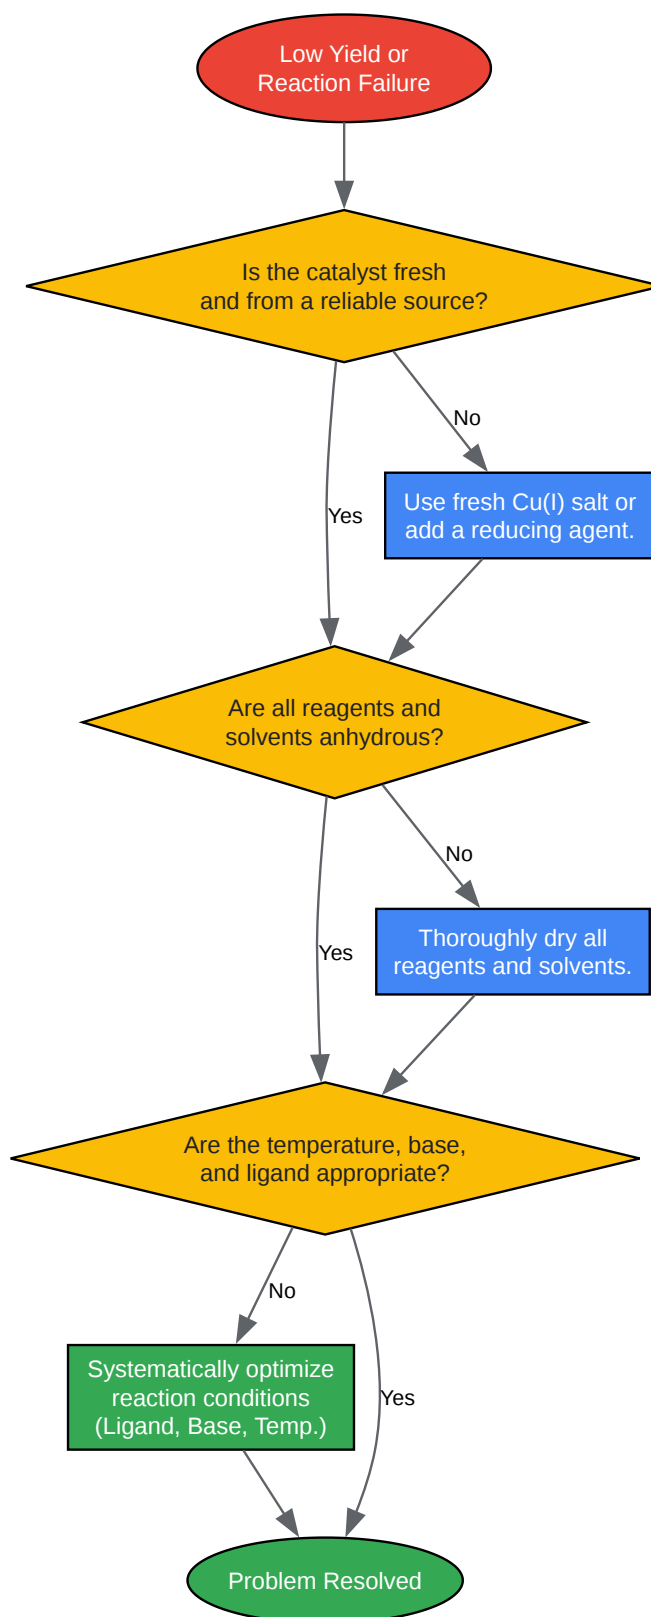 Low Yield or
Reaction Failure
Is the catalyst fresh
and from a reliable source?
No
Use fresh Cu(I) salt or
add a reducing agent.
Yes
Are all reagents and
solvents anhydrous?
No
Thoroughly dry all
reagents and solvents.
Yes
Are the temperature, base,
and ligand appropriate?
No
Systematically optimize
reaction conditions
(Ligand, Base, Temp.)
Yes
Problem Resolved